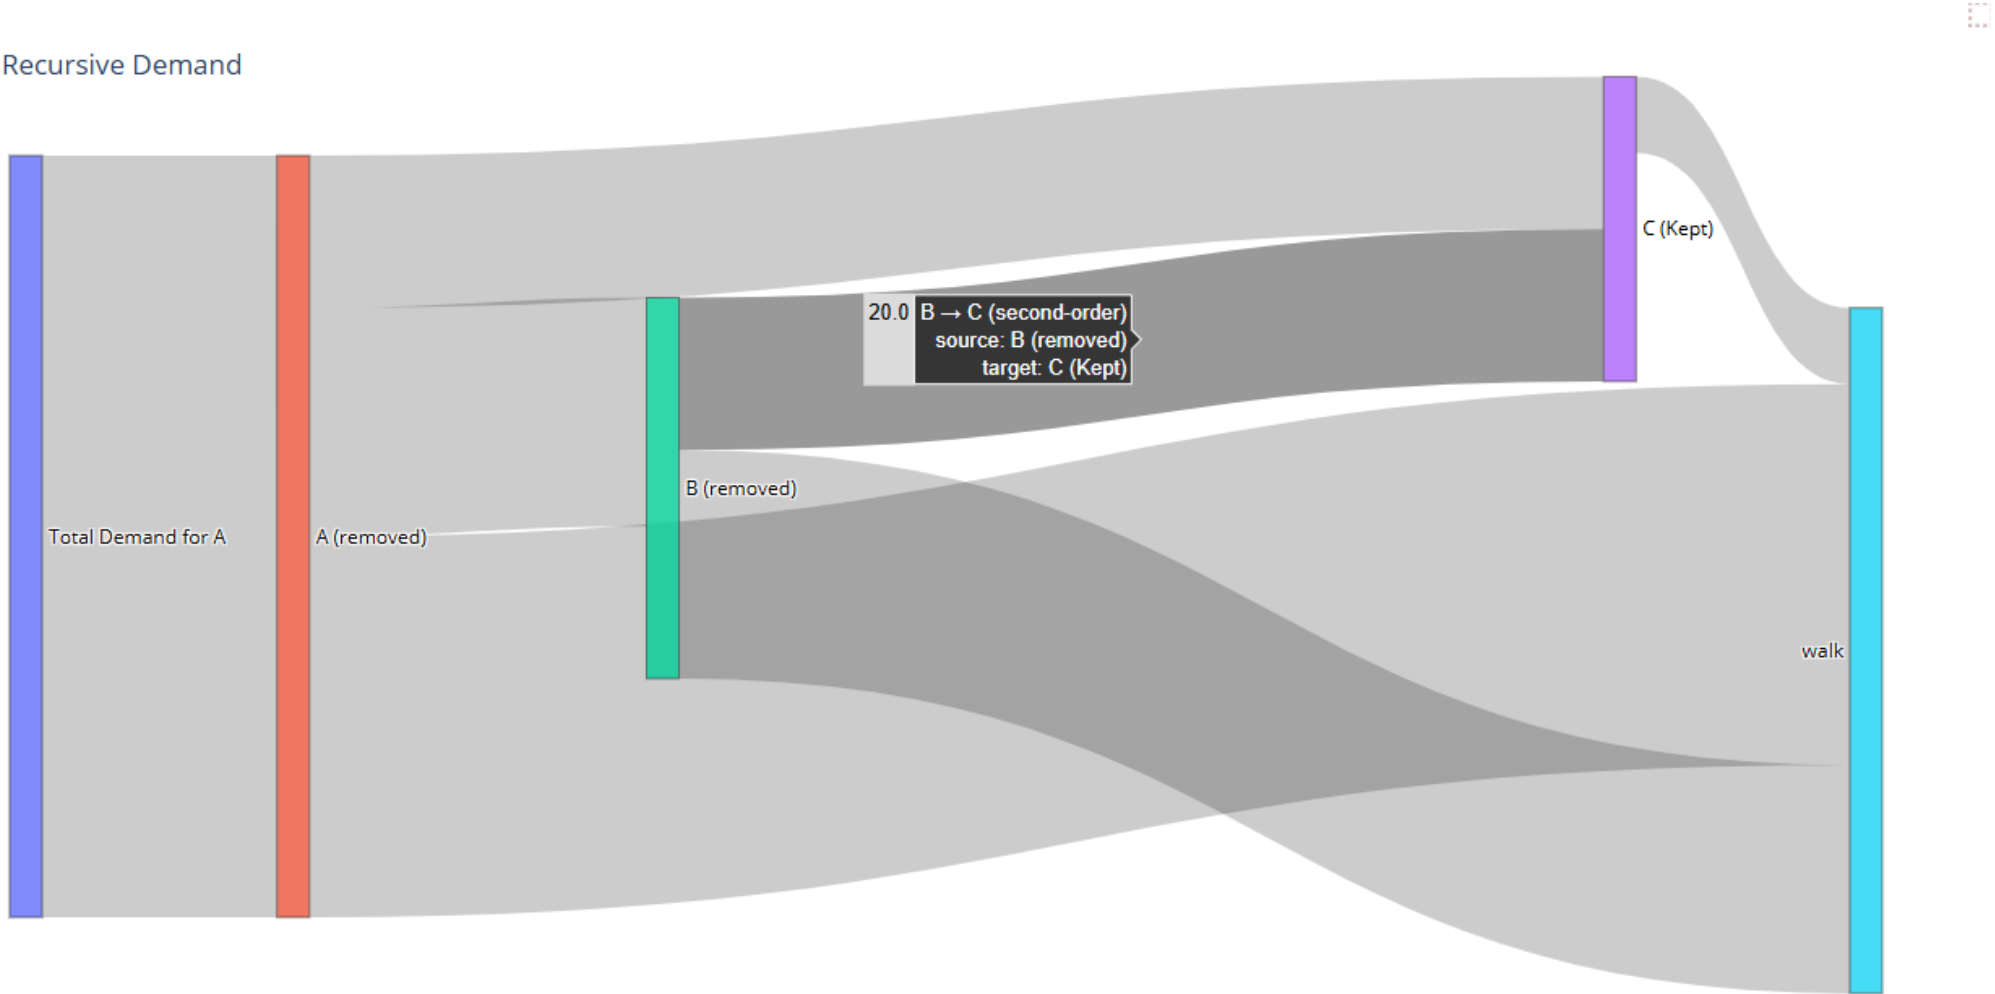 Recursive Demand
C (Kept)
20.0 B → C (second-order)
source: B (removed)
target: C (Kept)
B (removed)
Total Demand for A
A (removed)
walk